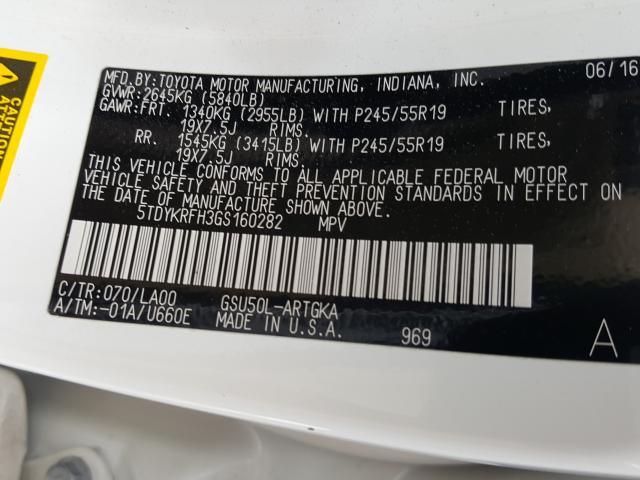 ATTE
CAUTIO
MFD. BY: TOYOTA MOTOR MANUFACTURING, INDIANA, INC. 06/16
GVWR: 2645KG (5840LB)
GAWR: FRT. 1340KG (2955LB) WITH P245/55R19 TIRES,
19X7.5J RIMS.
RR. 1545KG (3415LB) WITH P245/55R19 TIRES,
19X7.5J RIMS.
THIS VEHICLE CONFORMS TO ALL APPLICABLE FEDERAL MOTOR
VEHICLE SAFETY AND THEFT PREVENTION STANDARDS IN EFFECT ON
THE DATE OF MANUFACTURE SHOWN ABOVE.
5TDYKRFH3GS160282 MPV
C/TR: 070/LA00 GSU50L-ARTGKA
A/TM: -01A/U660E MADE IN U.S.A. 969 A